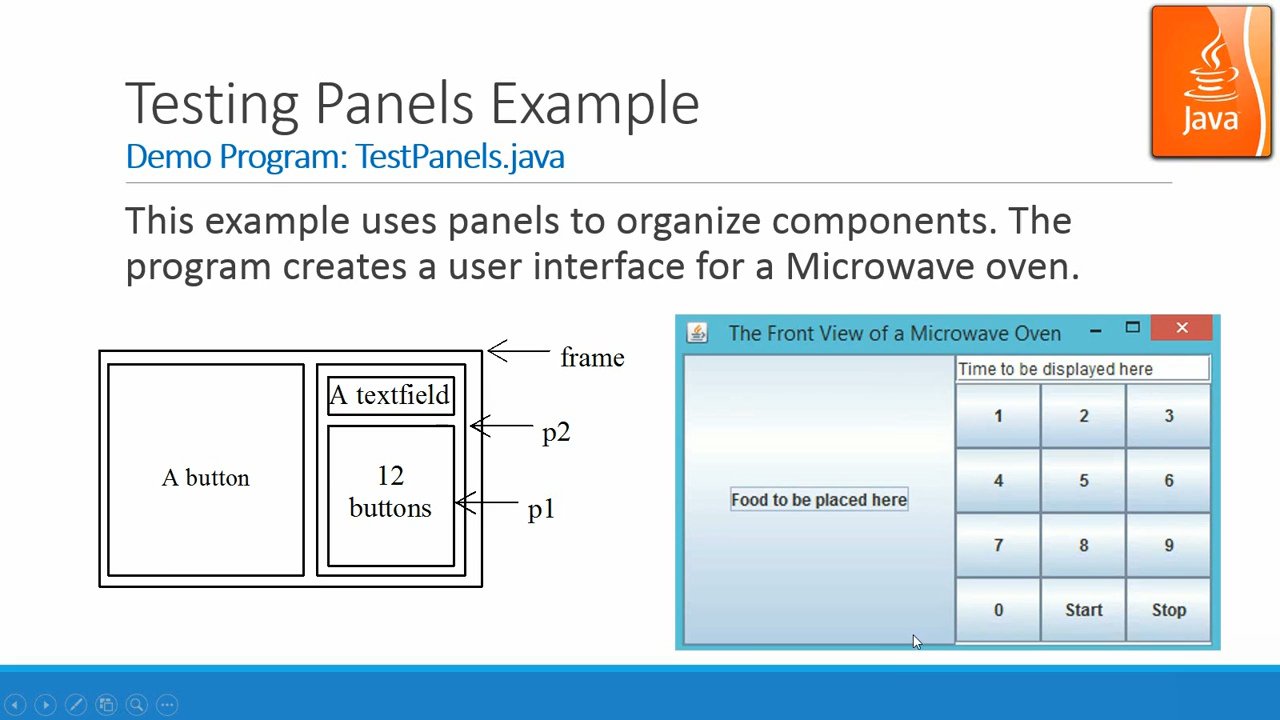 Java
Testing Panels Example
Demo Program: TestPanels.java
This example uses panels to organize components. The
program creates a user interface for a Microwave oven.
frame
A textfield
p2
A button
12
buttons
p1
The Front View of a Microwave Oven
Time to be displayed here
Food to be placed here
1 2 3
4 5 6
7 8 9
0 Start Stop